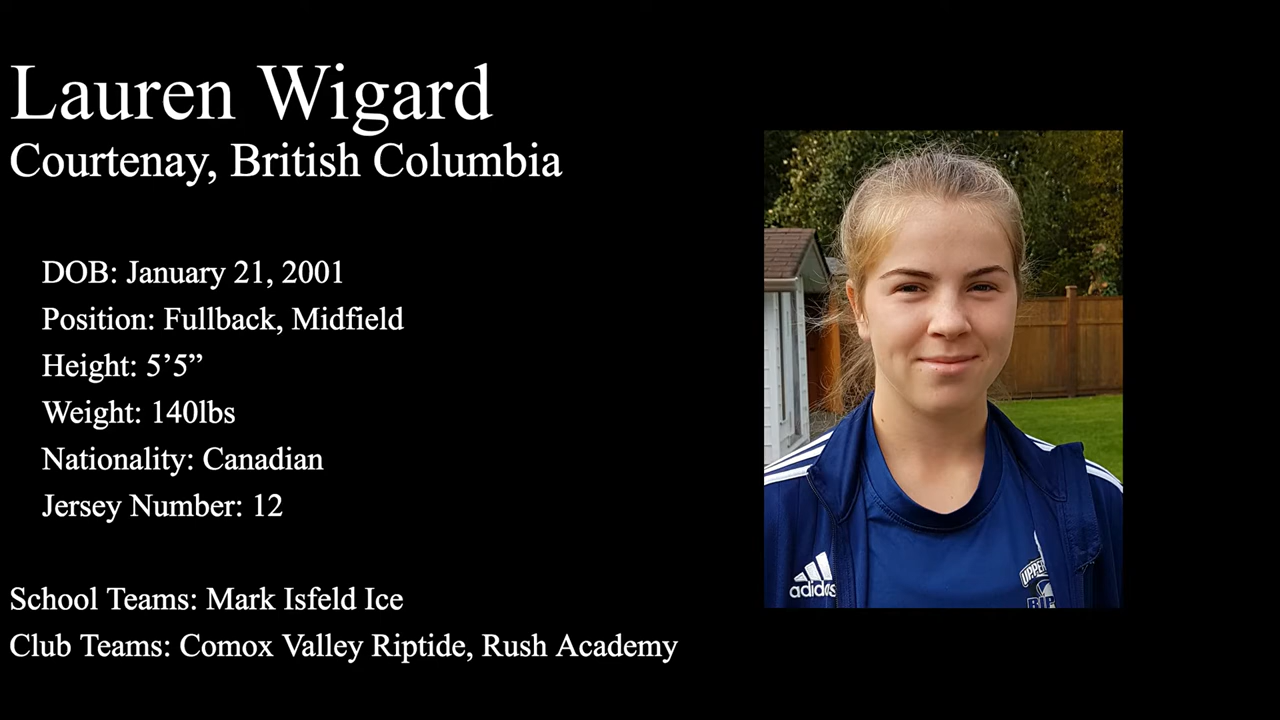 Lauren Wigard
Courtenay, British Columbia
DOB: January 21, 2001
Position: Fullback, Midfield
Height: 5’5”
Weight: 140lbs
Nationality: Canadian
Jersey Number: 12
School Teams: Mark Isfeld Ice
Club Teams: Comox Valley Riptide, Rush Academy
adidas